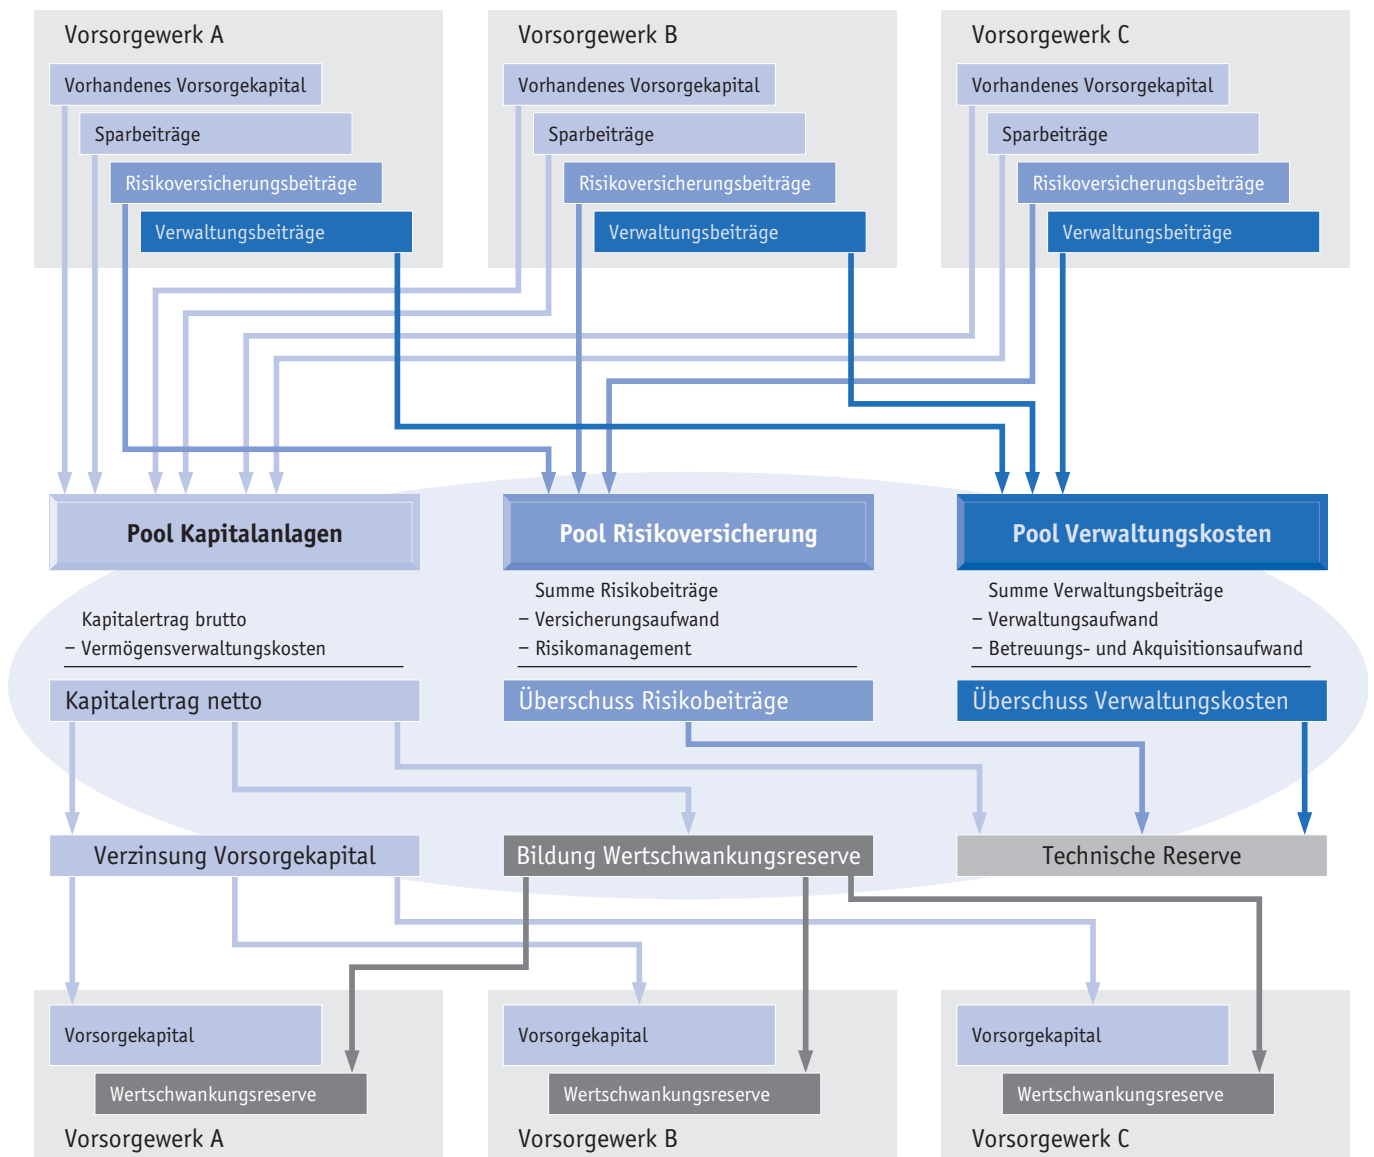 Vorsorgewerk A
Vorhandenes Vorsorgekapital
Sparbeiträge
Risikoversicherungsbeiträge
Verwaltungsbeiträge
Vorsorgewerk B
Vorhandenes Vorsorgekapital
Sparbeiträge
Risikoversicherungsbeiträge
Verwaltungsbeiträge
Vorsorgewerk C
Vorhandenes Vorsorgekapital
Sparbeiträge
Risikoversicherungsbeiträge
Verwaltungsbeiträge
Pool Kapitalanlagen
Kapitalertrag brutto
– Vermögensverwaltungskosten
Kapitalertrag netto
Pool Risikoversicherung
Summe Risikobeiträge
– Versicherungsaufwand
– Risikomanagement
Überschuss Risikobeiträge
Pool Verwaltungskosten
Summe Verwaltungsbeiträge
– Verwaltungsaufwand
– Betreuungs- und Akquisitionsaufwand
Überschuss Verwaltungskosten
Verzinsung Vorsorgekapital
Bildung Wertschwankungsreserve
Technische Reserve
Vorsorgekapital
Wertschwankungsreserve
Vorsorgewerk A
Vorsorgekapital
Wertschwankungsreserve
Vorsorgewerk B
Vorsorgekapital
Wertschwankungsreserve
Vorsorgewerk C